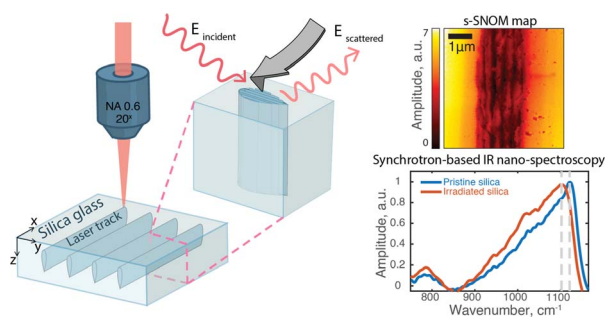 E incident
E scattered
NA 0.6
20ˣ
Silica glass
Laser track
x
y
z
s-SNOM map
7
Amplitude, a.u.
0
1μm
Synchrotron-based IR nano-spectroscopy
Pristine silica
Irradiated silica
Amplitude, a.u.
1
0.8
0.6
0.4
0.2
0
800
900
1000
1100
Wavenumber, cm⁻¹